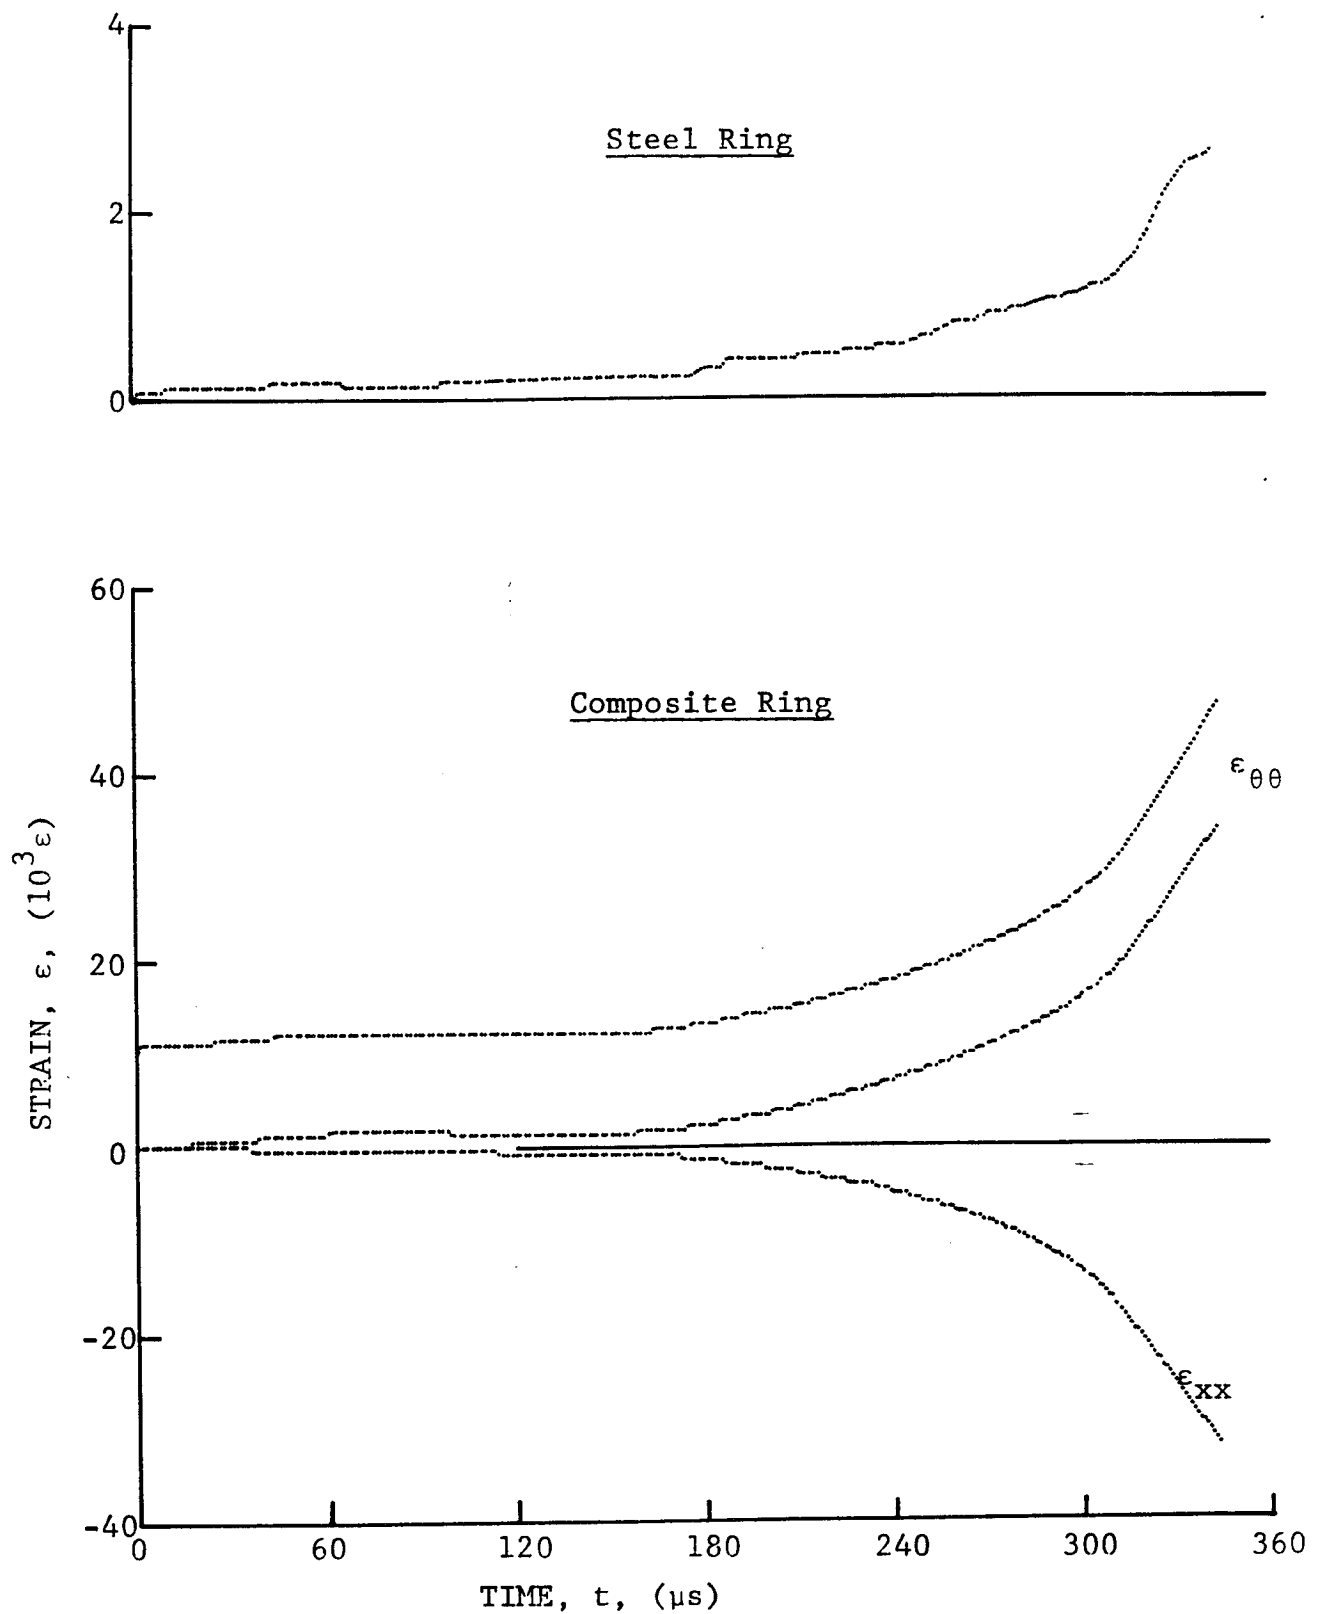 4
Steel Ring
2
0
60
Composite Ring
40
εθθ
STRAIN, ε, (10³ε)
20
0
-20
εxx
-40
0 60 120 180 240 300 360
TIME, t, (μs)